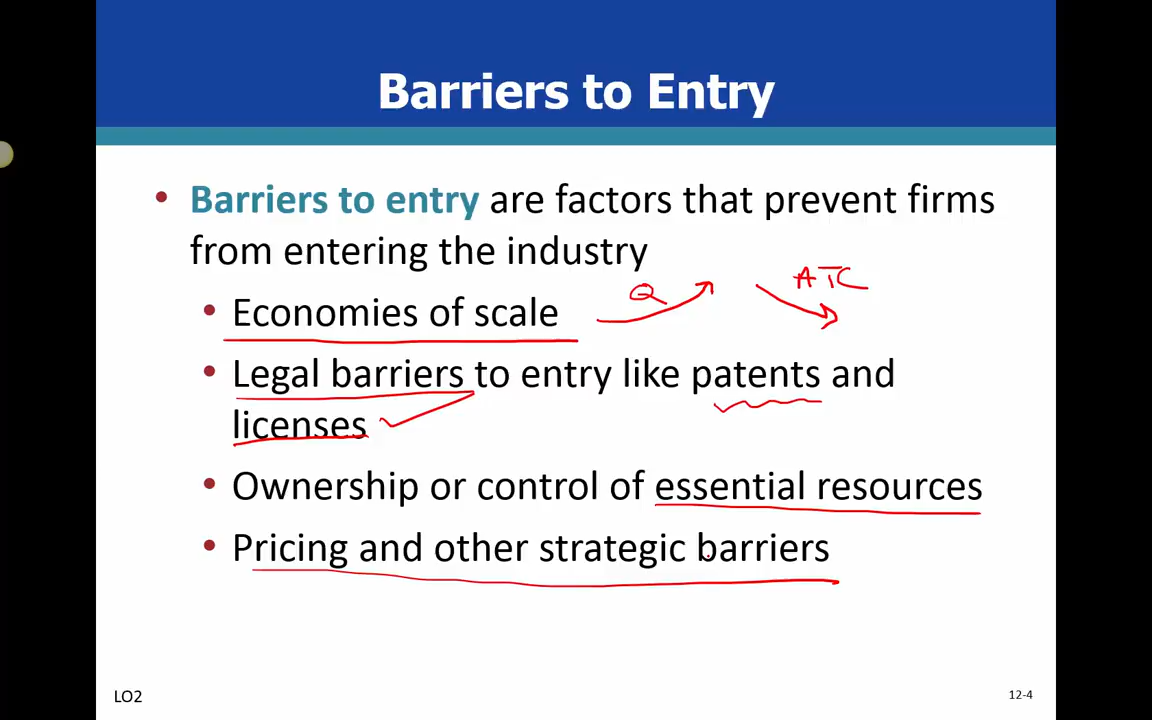 Barriers to Entry
• Barriers to entry are factors that prevent firms
from entering the industry
• Economies of scale Q ATC
• Legal barriers to entry like patents and
licenses
• Ownership or control of essential resources
• Pricing and other strategic barriers
LO2
12-4